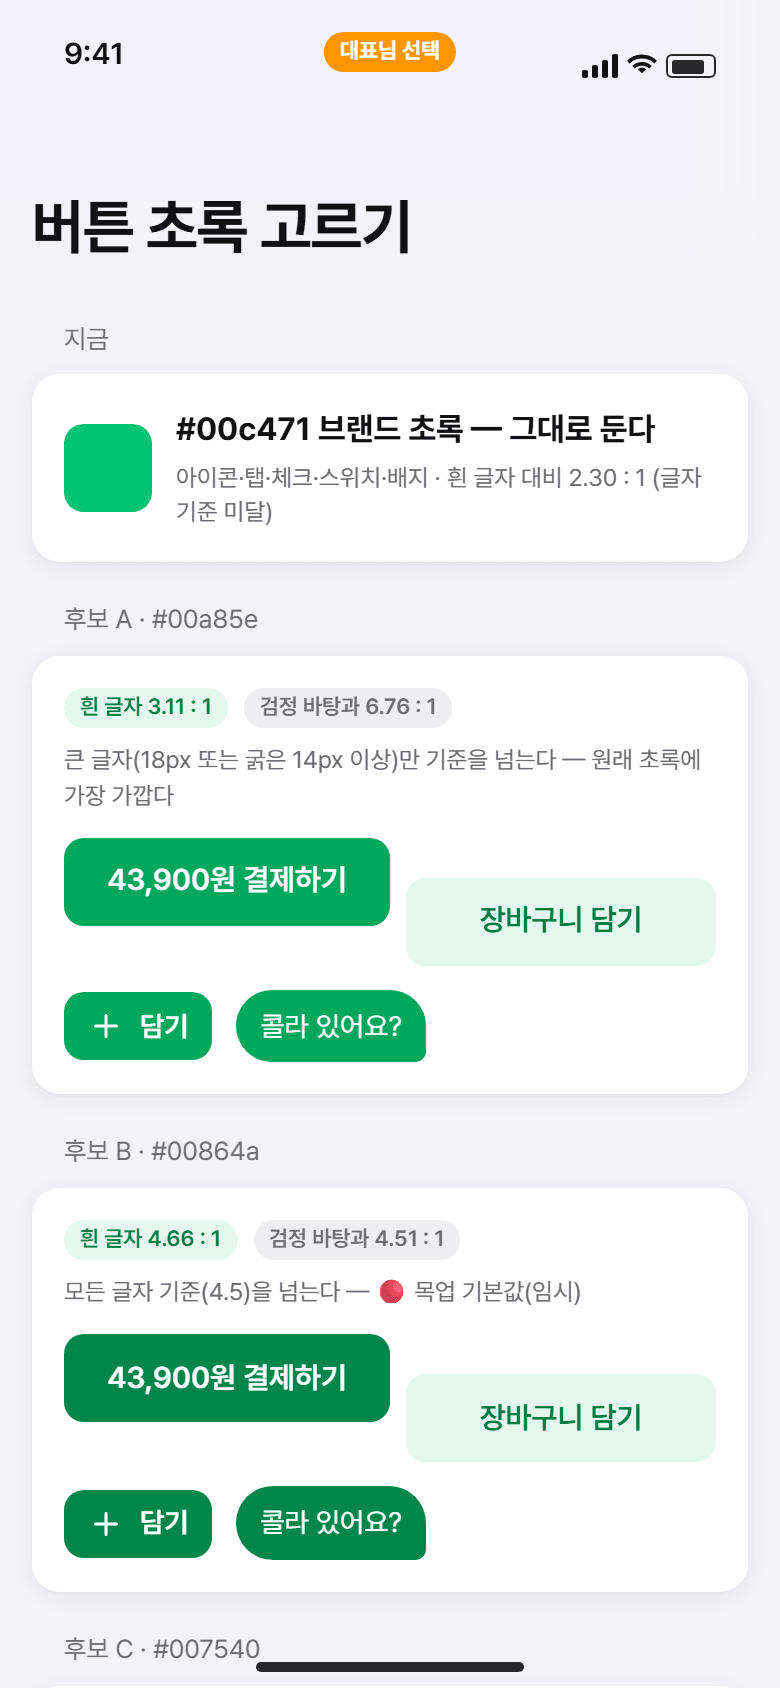 9:41
대표님 선택
버튼 초록 고르기
지금
#00c471 브랜드 초록 — 그대로 둔다
아이콘·탭·체크·스위치·배지 · 흰 글자 대비 2.30 : 1 (글자
기준 미달)
후보 A · #00a85e
흰 글자 3.11 : 1
검정 바탕과 6.76 : 1
큰 글자(18px 또는 굵은 14px 이상)만 기준을 넘는다 — 원래 초록에
가장 가깝다
43,900원 결제하기
장바구니 담기
담기
콜라 있어요?
후보 B · #00864a
흰 글자 4.66 : 1
검정 바탕과 4.51 : 1
모든 글자 기준(4.5)을 넘는다 — 🔴 목업 기본값(임시)
43,900원 결제하기
장바구니 담기
담기
콜라 있어요?
후보 C · #007540